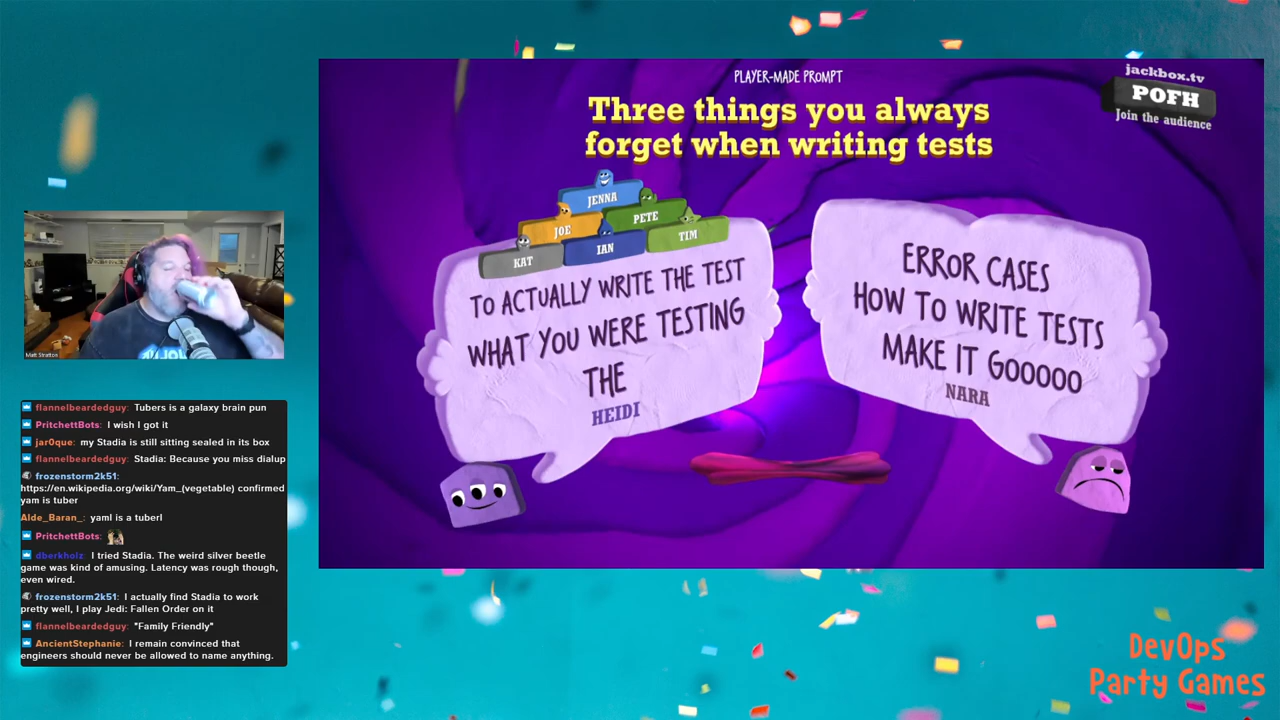 PLAYER-MADE PROMPT
Three things you always
forget when writing tests
jackbox.tv
POFH
Join the audience
JENNA
JOE
PETE
KAT
IAN
TIM
TO ACTUALLY WRITE THE TEST
WHAT YOU WERE TESTING
THE
HEIDI
ERROR CASES
HOW TO WRITE TESTS
MAKE IT GOOOOO
NARA
Matt Stratton
flannelbeardedguy: Tubers is a galaxy brain pun
PritchettBots: I wish I got it
jar0que: my Stadia is still sitting sealed in its box
flannelbeardedguy: Stadia: Because you miss dialup
frozenstorm2k51:
https://en.wikipedia.org/wiki/Yam_(vegetable) confirmed
yam is tuber
Alde_Baran_: yaml is a tuber!
PritchettBots:
dberkholz: I tried Stadia. The weird silver beetle
game was kind of amusing. Latency was rough though,
even wired.
frozenstorm2k51: I actually find Stadia to work
pretty well, I play Jedi: Fallen Order on it
flannelbeardedguy: "Family Friendly"
AncientStephanie: I remain convinced that
engineers should never be allowed to name anything.
DevOps
Party Games